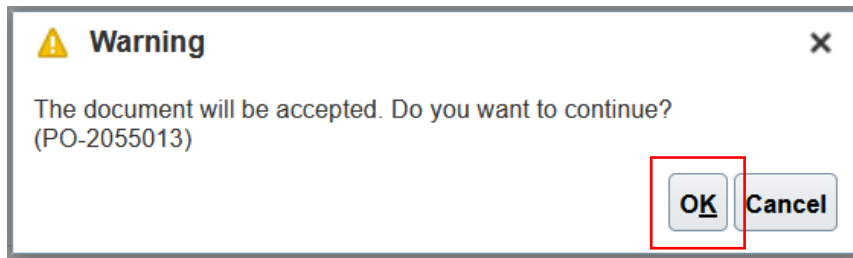 Warning
The document will be accepted. Do you want to continue?
(PO-2055013)
OK Cancel